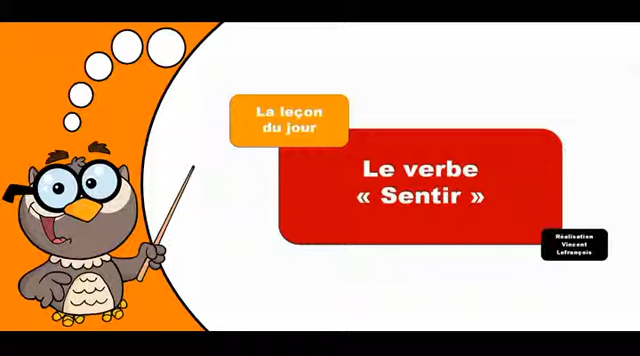 La leçon
du jour
Le verbe
« Sentir »
Réalisation
Vincent
Lefrançois